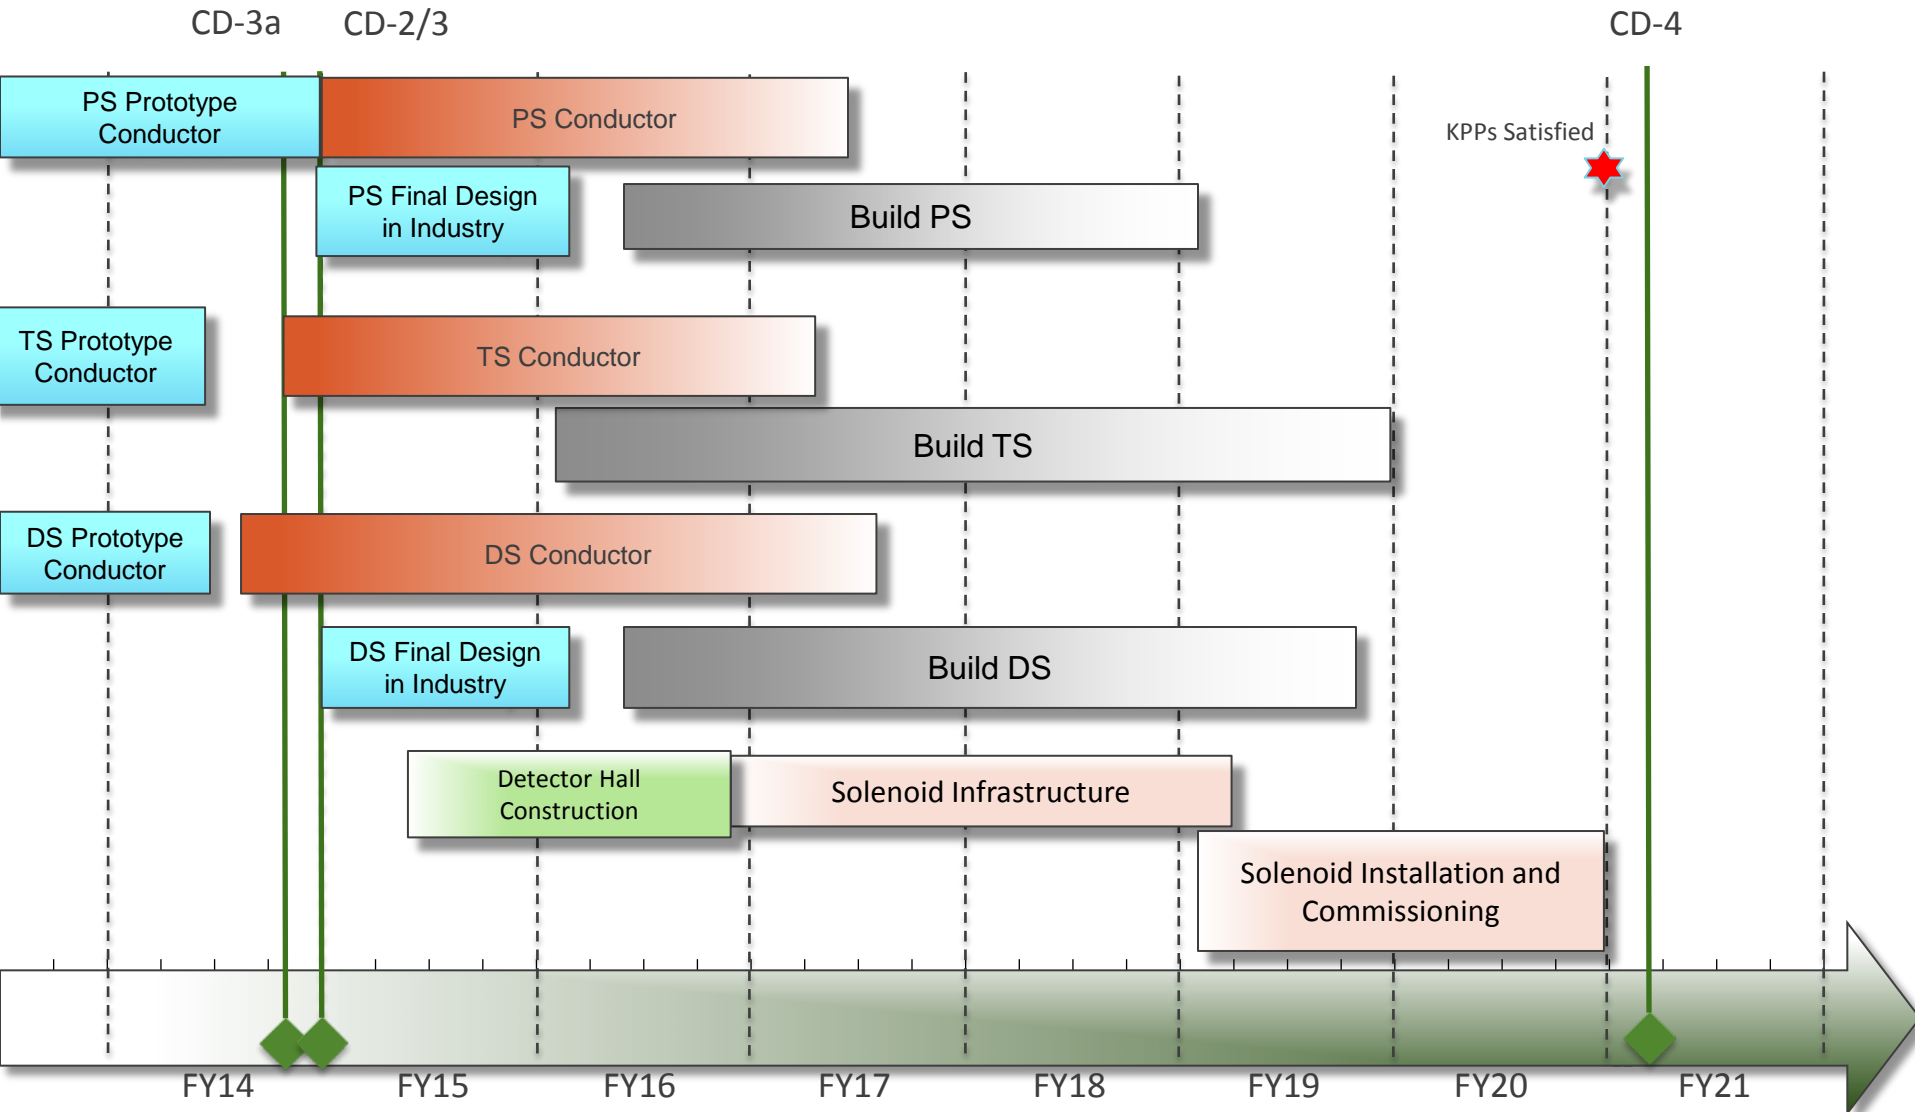 CD-3a
CD-2/3
CD-4
PS Prototype
Conductor
PS Conductor
KPPs Satisfied
PS Final Design
in Industry
Build PS
TS Prototype
Conductor
TS Conductor
Build TS
DS Prototype
Conductor
DS Conductor
DS Final Design
in Industry
Build DS
Detector Hall
Construction
Solenoid Infrastructure
Solenoid Installation and
Commissioning
FY14
FY15
FY16
FY17
FY18
FY19
FY20
FY21